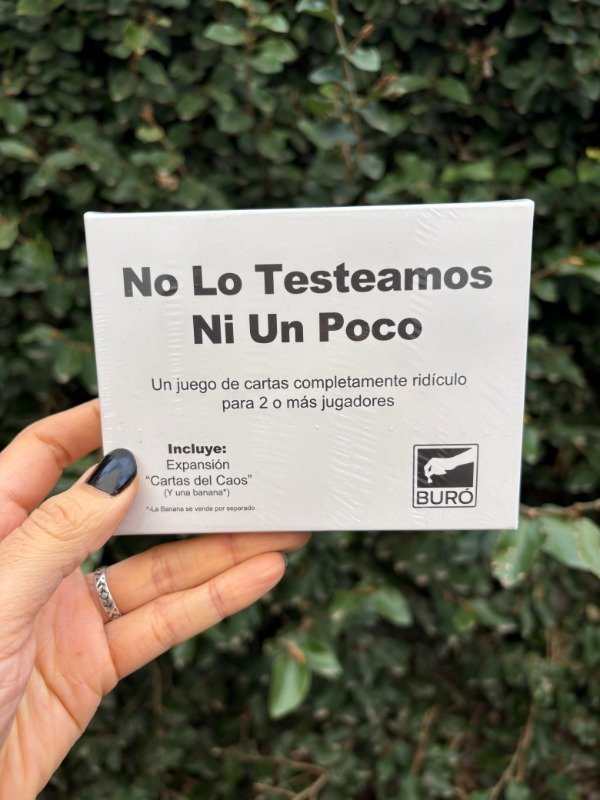 No Lo Testeamos
Ni Un Poco
Un juego de cartas completamente ridículo
para 2 o más jugadores
Incluye:
Expansión
“Cartas del Caos”
(Y una banana*)
*-La Banana se vende por separado
BURÓ